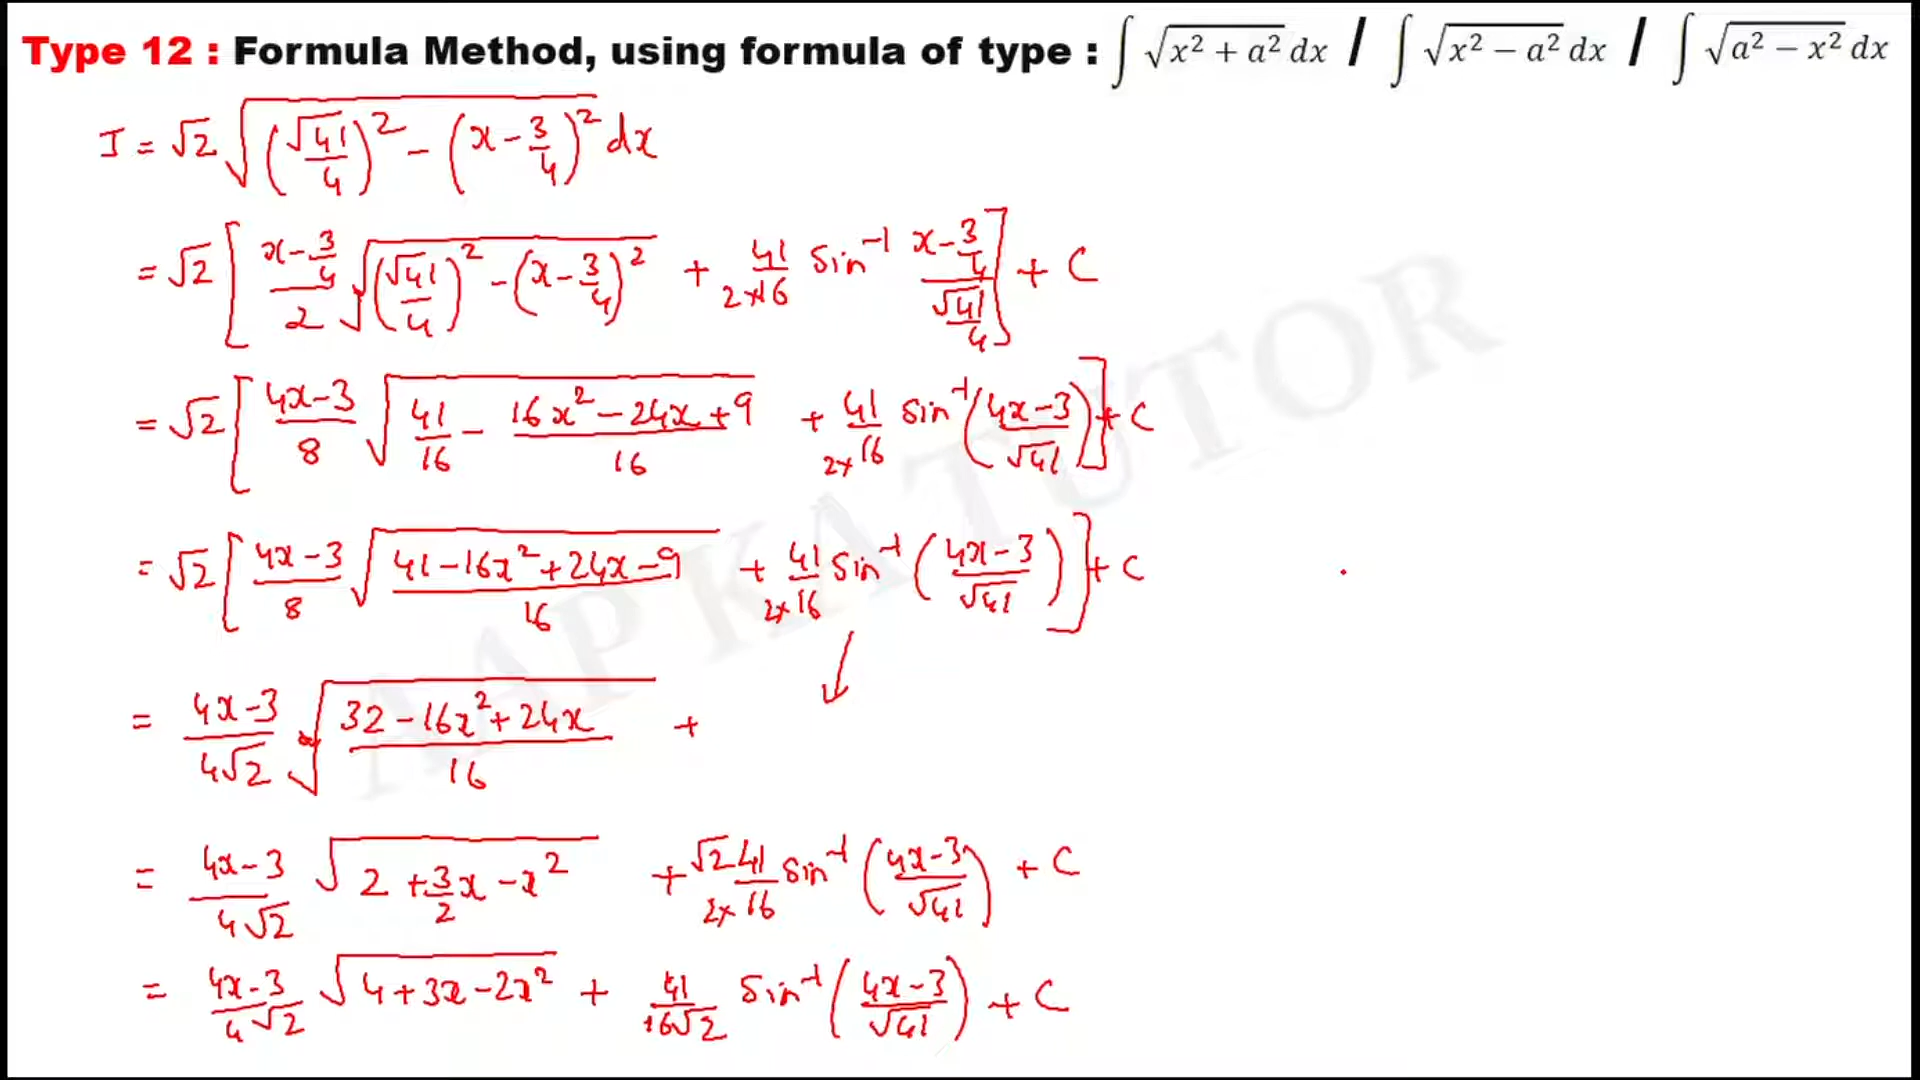 Type 12 : Formula Method, using formula of type : ∫ √(x² + a²) dx / ∫ √(x² − a²) dx / ∫ √(a² − x²) dx
I = √2 √((√41/4)² − (x − 3/4)²) dx
= √2 [ (x − 3/4)/2 √((√41/4)² − (x − 3/4)²) + 41/(2×16) sin⁻¹ (x − 3/4)/(√41/4) ] + C
= √2 [ (4x−3)/8 √(41/16 − (16x² − 24x + 9)/16) + 41/(2×16) sin⁻¹ ((4x−3)/√41) ] + C
= √2 [ (4x−3)/8 √((41 − 16x² + 24x − 9)/16) + 41/(2×16) sin⁻¹ ((4x−3)/√41) ] + C
= (4x−3)/(4√2) √((32 − 16x² + 24x)/16) + ↓
= (4x−3)/(4√2) √(2 + 3/2 x − x²) + √2 41/(2×16) sin⁻¹ ((4x−3)/√41) + C
= (4x−3)/(4√2) √(4 + 3x − 2x²) + 41/(16√2) sin⁻¹ ((4x−3)/√41) + C
AAPKA TUTOR